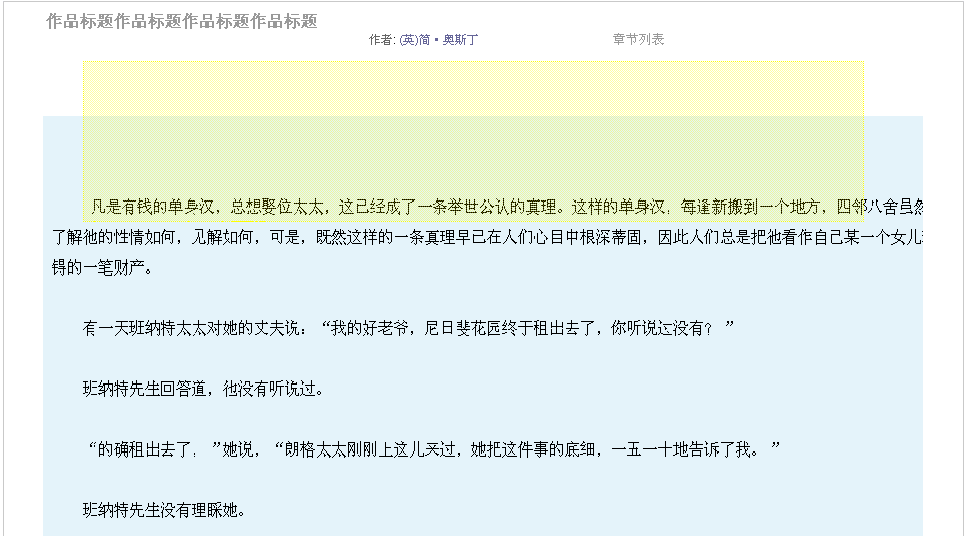 作品标题作品标题作品标题作品标题
作者: (英)简·奥斯丁
章节列表
凡是有钱的单身汉，总想娶位太太，这已经成了一条举世公认的真理。这样的单身汉，每逢新搬到一个地方，四邻八舍虽然
了解他的性情如何，见解如何，可是，既然这样的一条真理早已在人们心目中根深蒂固，因此人们总是把他看作自己某一个女儿
得的一笔财产。
有一天班纳特太太对她的丈夫说：“我的好老爷，尼日斐花园终于租出去了，你听说过没有？”
班纳特先生回答道，他没有听说过。
“的确租出去了，”她说，“朗格太太刚刚上这儿来过，她把这件事的底细，一五一十地告诉了我。”
班纳特先生没有理睬她。